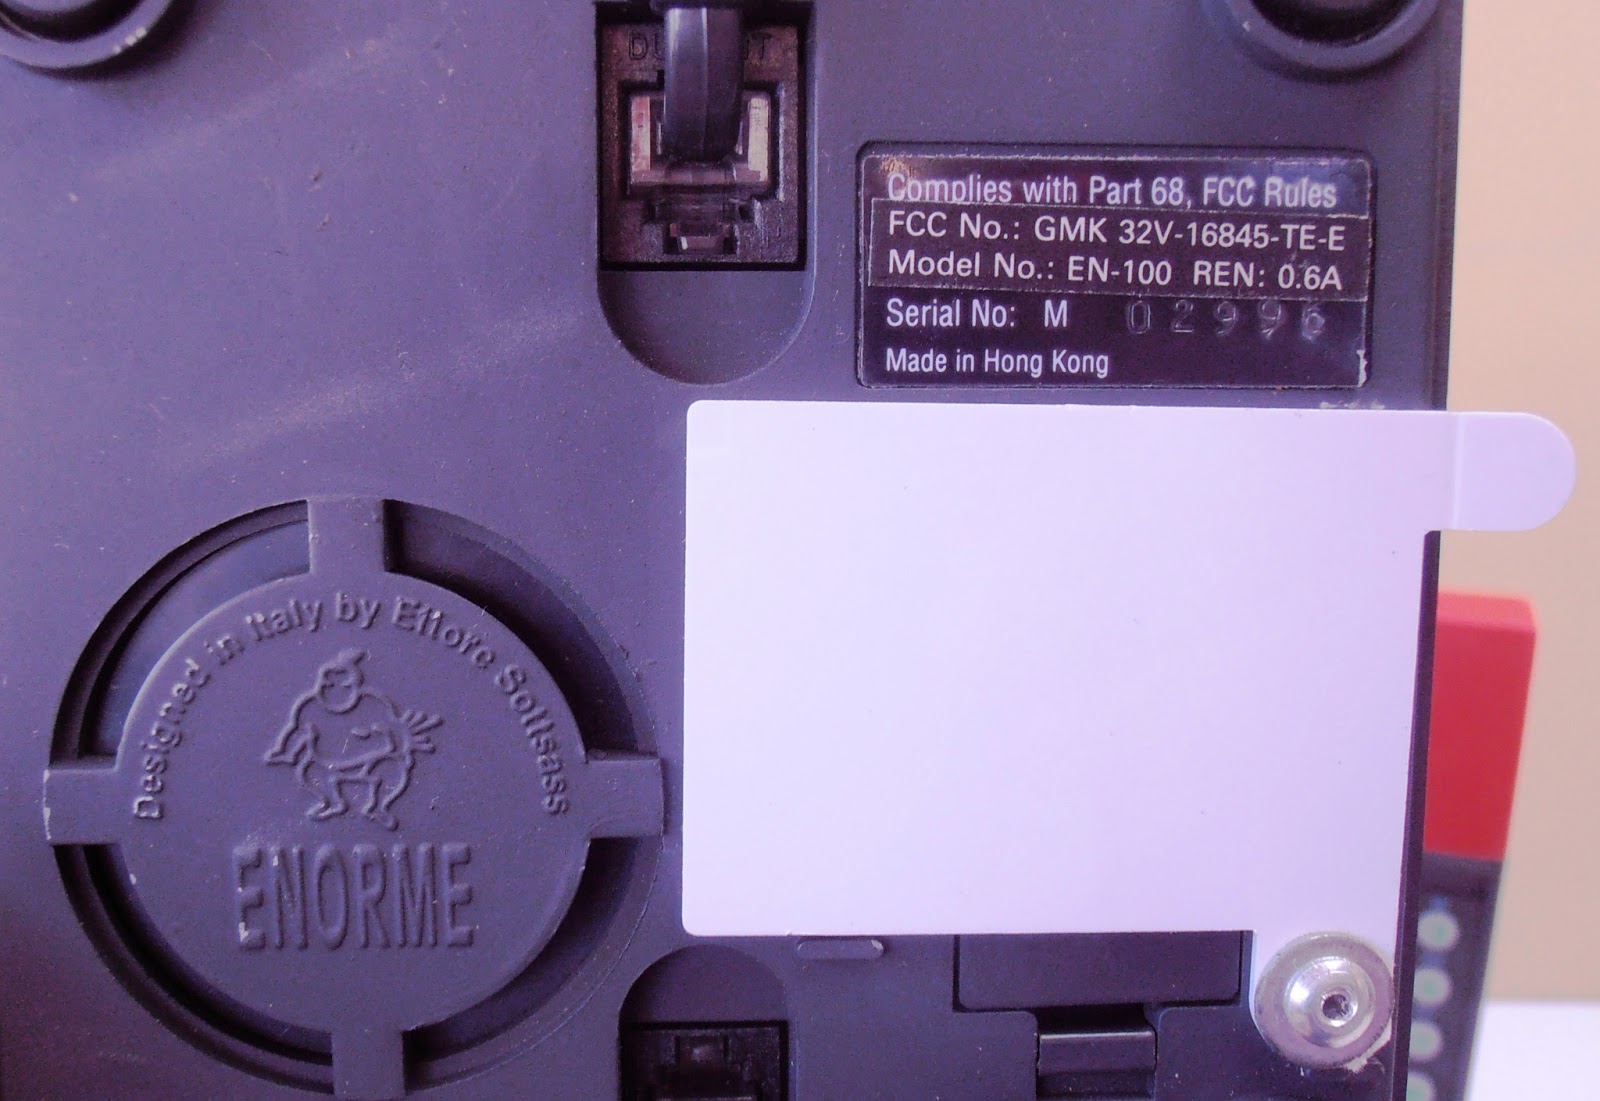 Complies with Part 68, FCC Rules
FCC No.: GMK 32V-16845-TE-E
Model No.: EN-100 REN: 0.6A
Serial No: M 02996
Made in Hong Kong
Designed in Italy by Ettore Sottsass
ENORME